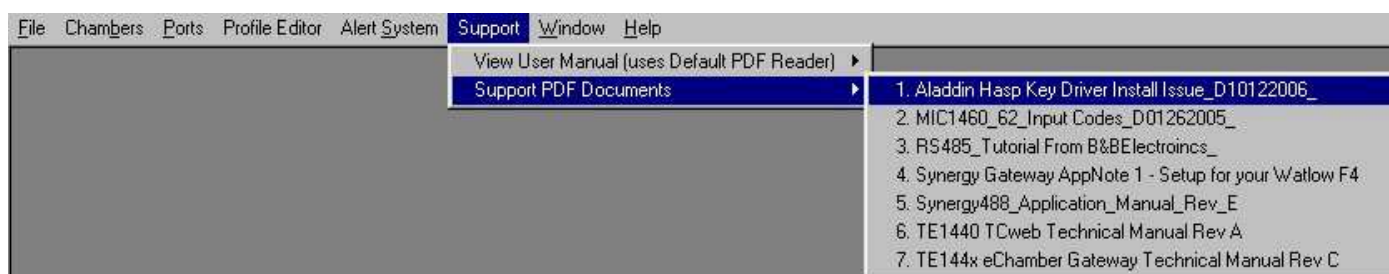 File Chambers Ports Profile Editor Alert System Support Window Help
View User Manual (uses Default PDF Reader)
Support PDF Documents
1. Aladdin Hasp Key Driver Install Issue_D10122006_
2. MIC1460_62_Input Codes_D01262005_
3. RS485_Tutorial From B&BElectroincs_
4. Synergy Gateway AppNote 1 - Setup for your Watlow F4
5. Synergy488_Application_Manual_Rev_E
6. TE1440 TCweb Technical Manual Rev A
7. TE144x eChamber Gateway Technical Manual Rev C